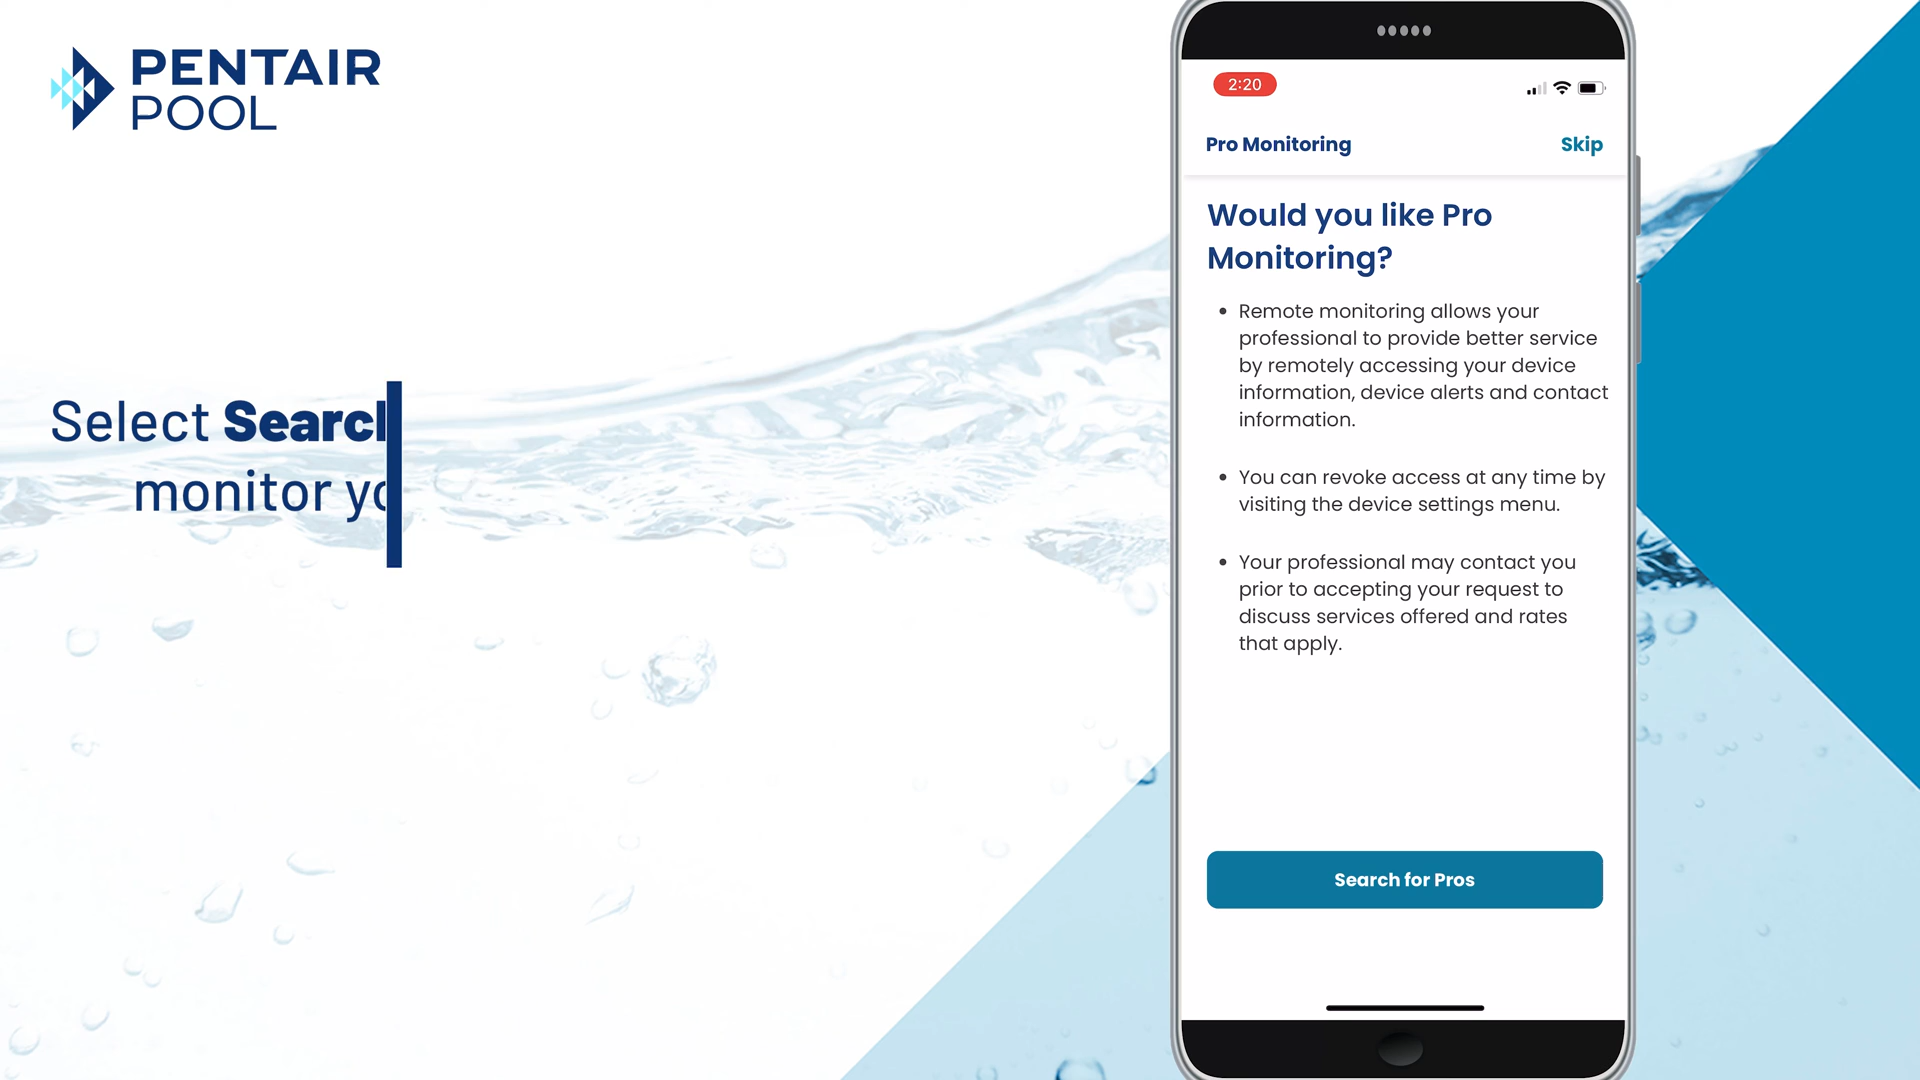 PENTAIR
POOL
Select Search
monitor
2:20
Pro Monitoring
Skip
Would you like Pro
Monitoring?
• Remote monitoring allows your
professional to provide better service
by remotely accessing your device
information, device alerts and contact
information.
• You can revoke access at any time by
visiting the device settings menu.
• Your professional may contact you
prior to accepting your request to
discuss services offered and rates
that apply.
Search for Pros